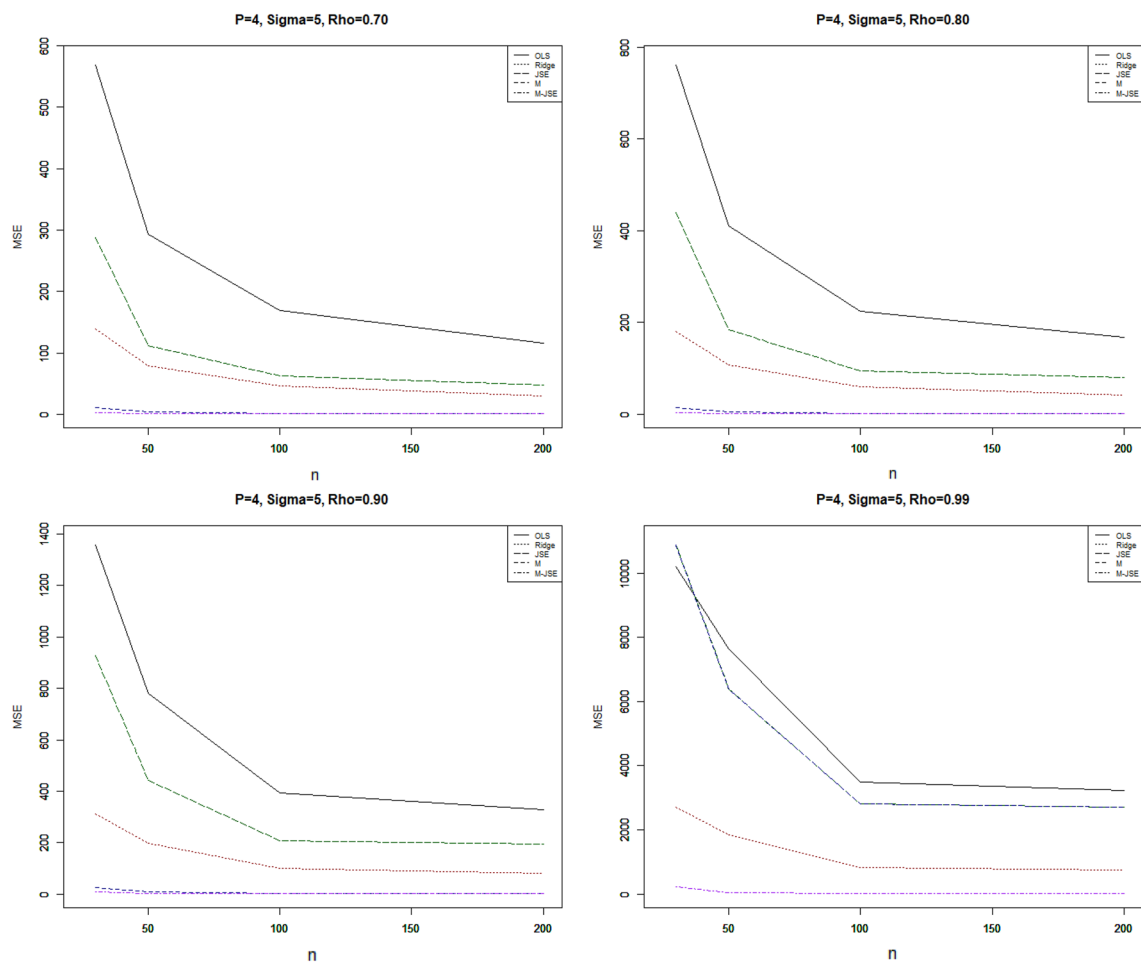 P=4, Sigma=5, Rho=0.70
600
500
400
300
200
100
0
MSE
OLS
Ridge
JSE
M
M-JSE
50
100
150
200
n
P=4, Sigma=5, Rho=0.80
800
600
400
200
0
MSE
OLS
Ridge
JSE
M
M-JSE
50
100
150
200
n
P=4, Sigma=5, Rho=0.90
1400
1200
1000
800
600
400
200
0
MSE
OLS
Ridge
JSE
M
M-JSE
50
100
150
200
n
P=4, Sigma=5, Rho=0.99
10000
8000
6000
4000
2000
0
MSE
OLS
Ridge
JSE
M
M-JSE
50
100
150
200
n